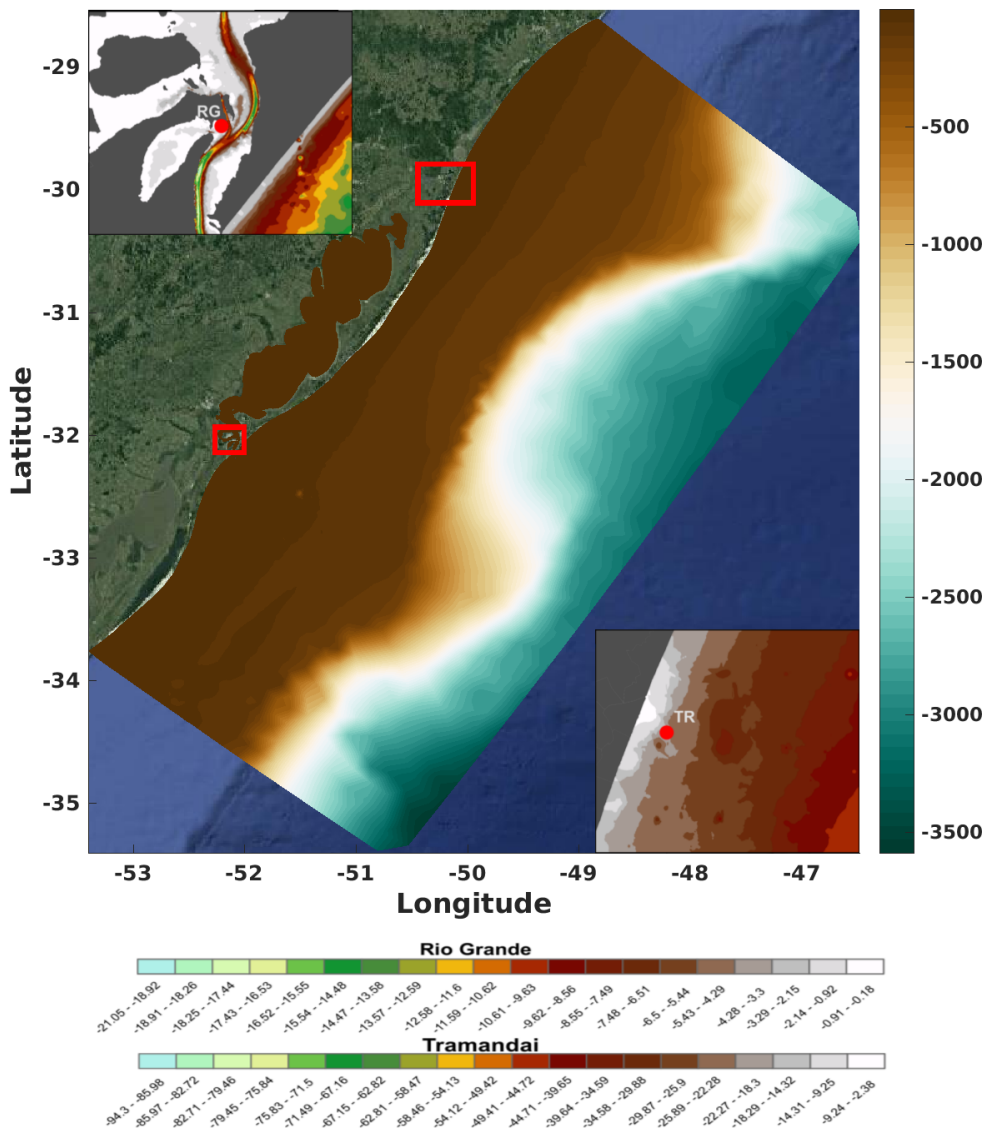 -29
-30
-31
-32
-33
-34
-35
Latitude
RG
TR
-500
-1000
-1500
-2000
-2500
-3000
-3500
-53 -52 -51 -50 -49 -48 -47
Longitude
Rio Grande
-21.05 - -18.92
-18.91 - -18.26
-18.25 - -17.44
-17.43 - -16.53
-16.52 - -15.55
-15.54 - -14.48
-14.47 - -13.58
-13.57 - -12.59
-12.58 - -11.6
-11.59 - -10.62
-10.61 - -9.63
-9.62 - -8.56
-8.55 - -7.49
-7.48 - -6.51
-6.5 - -5.44
-5.43 - -4.29
-4.28 - -3.3
-3.29 - -2.15
-2.14 - -0.92
-0.91 - -0.18
Tramandai
-94.3 - -85.98
-85.97 - -82.72
-82.71 - -79.46
-79.45 - -75.84
-75.83 - -71.5
-71.49 - -67.16
-67.15 - -62.82
-62.81 - -58.47
-58.46 - -54.13
-54.12 - -49.42
-49.41 - -44.72
-44.71 - -39.65
-39.64 - -34.59
-34.58 - -29.88
-29.87 - -25.9
-25.89 - -22.28
-22.27 - -18.3
-18.29 - -14.32
-14.31 - -9.25
-9.24 - -2.38